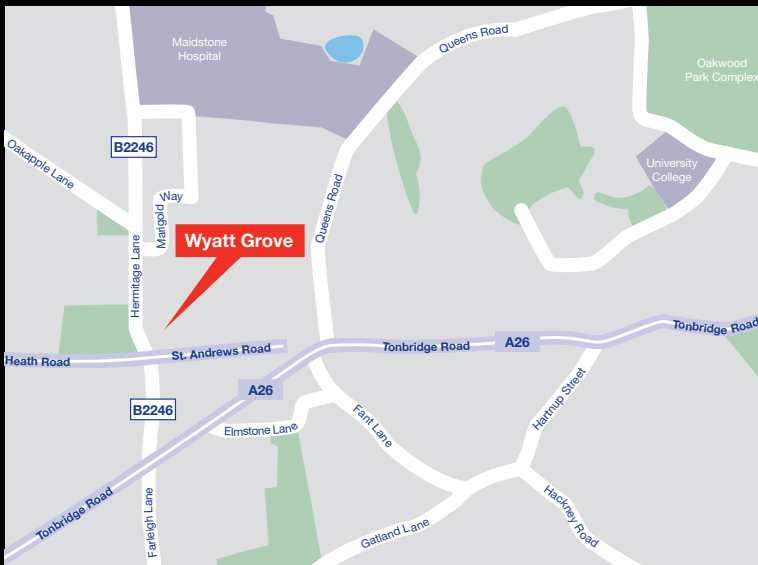 Queens Road
Maidstone
Hospital
Oakwood
Park Complex
B2246
Oakapple Lane
University
College
Marigold
Way
Queens Road
Wyatt Grove
Hermitage Lane
Tonbridge Road
A26
Tonbridge Road
St. Andrews Road
Heath Road
A26
B2246
Hartnup Street
Fant Lane
Elmstone Lane
Tonbridge Road
Farleigh Lane
Gatland Lane
Hackney Road